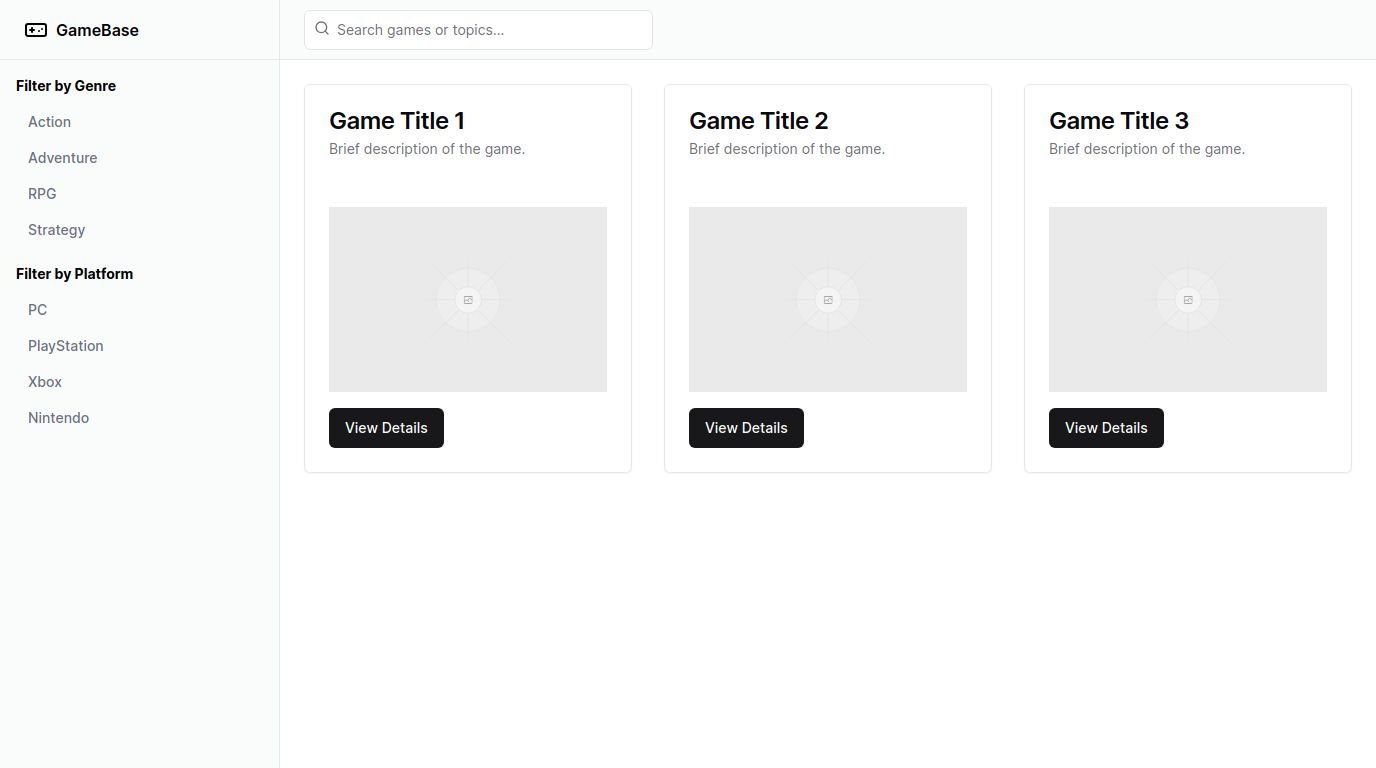 GameBase
Search games or topics...
Filter by Genre
Action
Adventure
RPG
Strategy
Filter by Platform
PC
PlayStation
Xbox
Nintendo
Game Title 1
Brief description of the game.
View Details
Game Title 2
Brief description of the game.
View Details
Game Title 3
Brief description of the game.
View Details